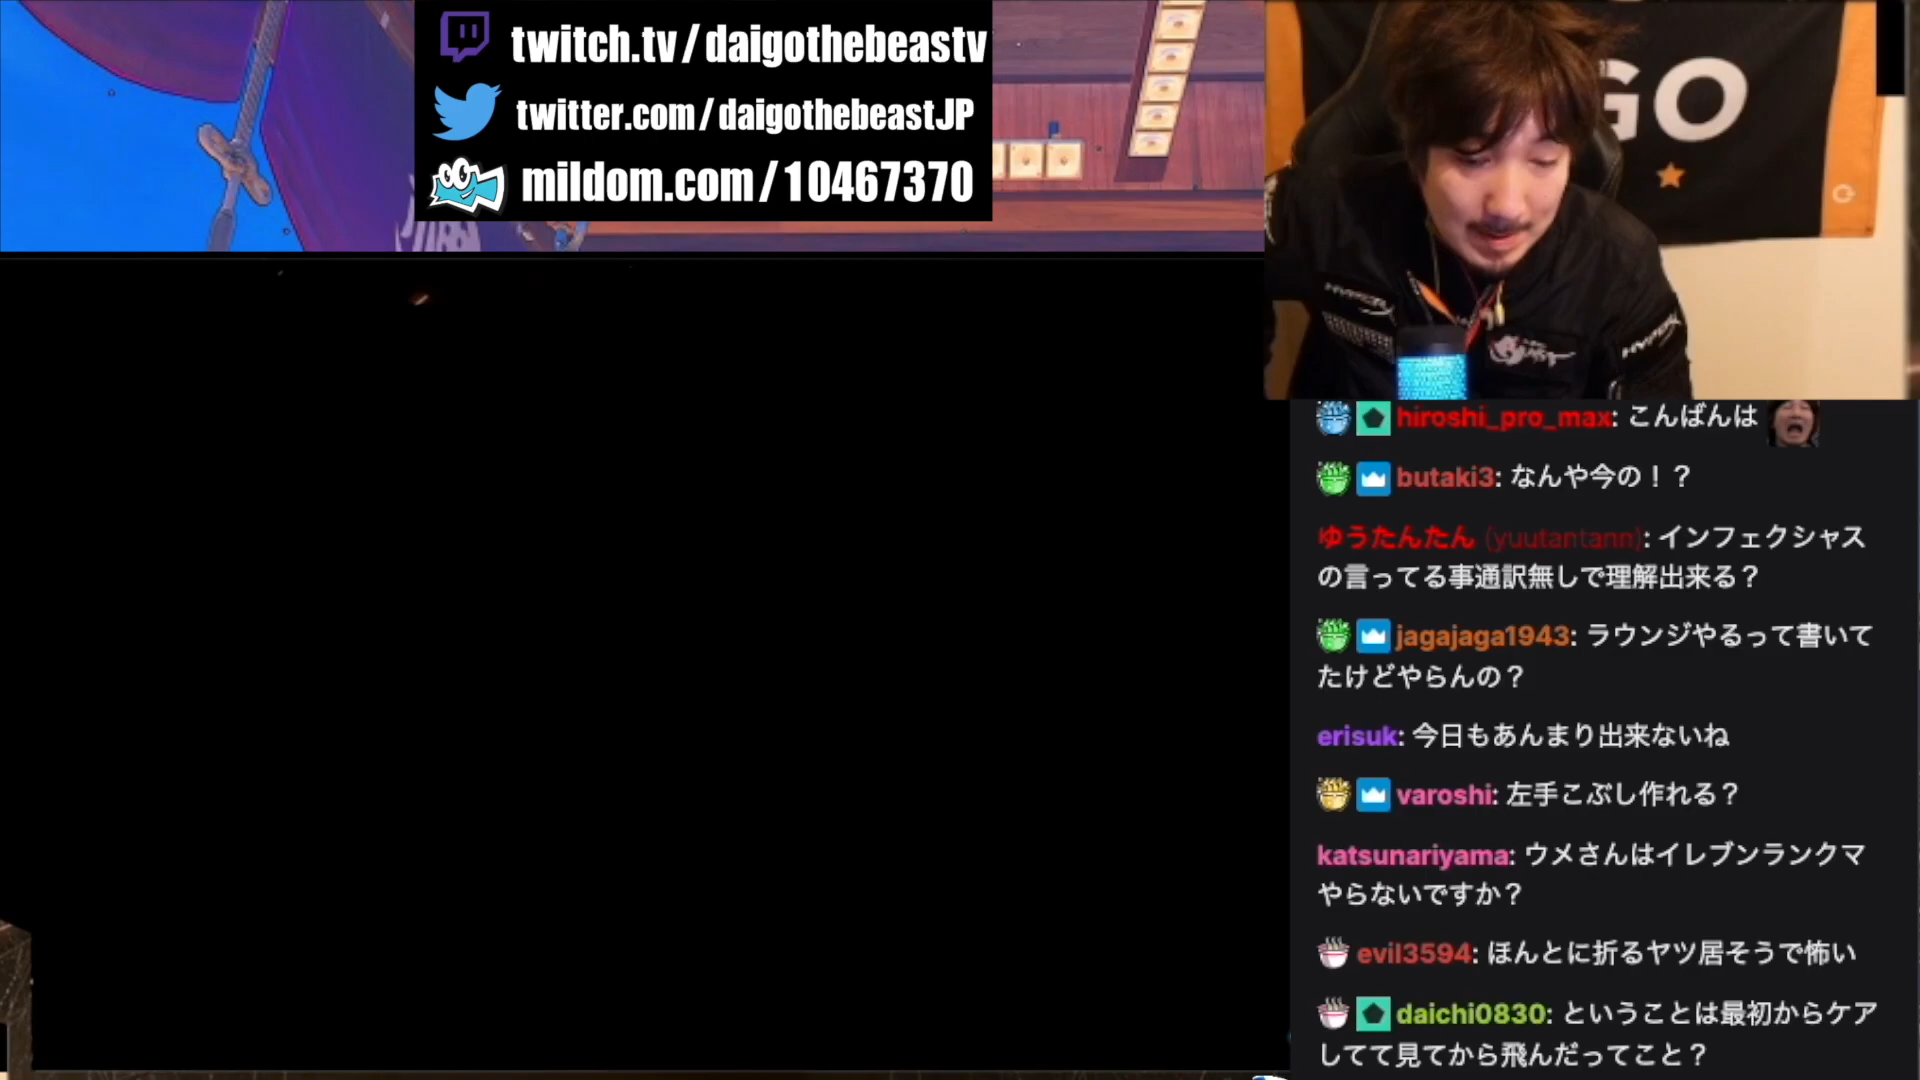 twitch.tv/daigothebeastv
twitter.com/daigothebeastJP
mildom.com/10467370
GO
HYPERX
HYPERX
BEAST
hiroshi_pro_max: こんばんは
butaki3: なんや今の！？
ゆうたんたん (yuutantann): インフェクシャス
の言ってる事通訳無しで理解出来る？
jagajaga1943: ラウンジやるって書いて
たけどやらんの？
erisuk: 今日もあんまり出来ないね
varoshi: 左手こぶし作れる？
katsunariyama: ウメさんはイレブンランクマ
やらないですか？
evil3594: ほんとに折るヤツ居そうで怖い
daichi0830: ということは最初からケア
してて見てから飛んだってこと？